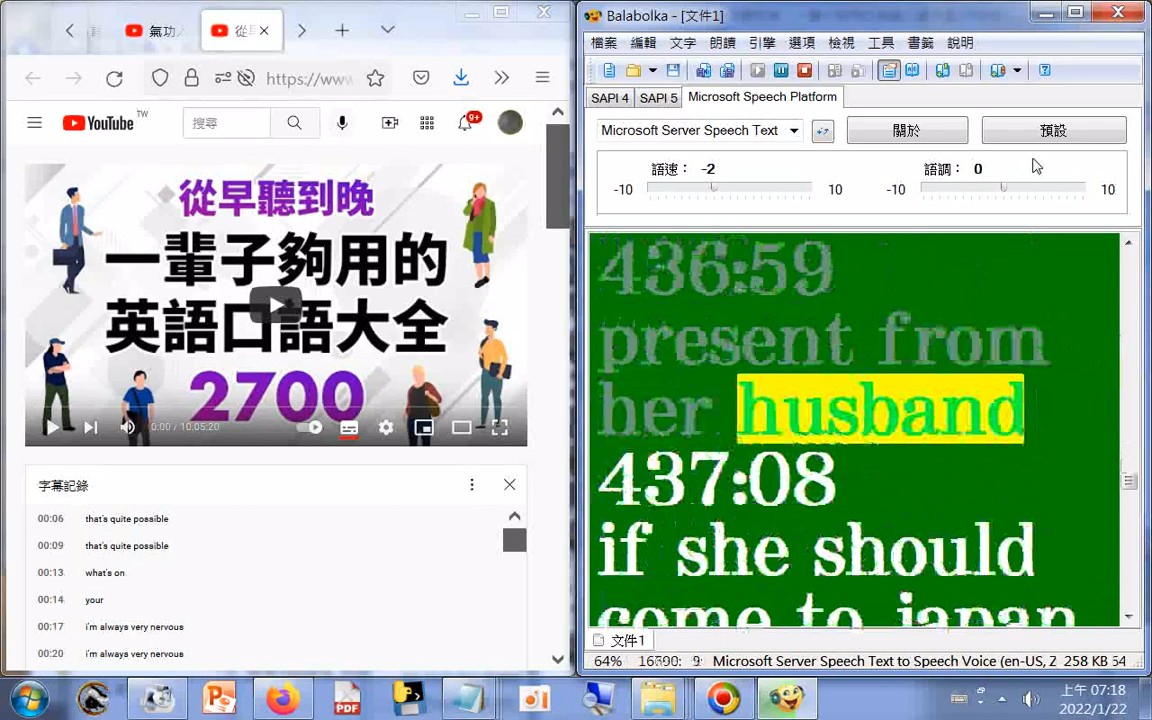 氣功
從
https://www
YouTube TW
搜尋
9+
從早聽到晚
一輩子夠用的
英語口語大全
2700
0:00 / 10:05:20
字幕記錄
00:06 that's quite possible
00:09 that's quite possible
00:13 what's on
00:14 your
00:17 i'm always very nervous
00:20 i'm always very nervous
Balabolka - [文件1]
檔案 編輯 文字 朗讀 引擎 選項 檢視 工具 書籤 說明
SAPI 4 SAPI 5 Microsoft Speech Platform
Microsoft Server Speech Text 關於 預設
語速： -2 語調： 0
-10 10 -10 10
436:59
present from
her husband
437:08
if she should
come to japan
文件1
64% 16590: 9 Microsoft Server Speech Text to Speech Voice (en-US, Z 258 KB 54
PDF
上午 07:18
2022/1/22